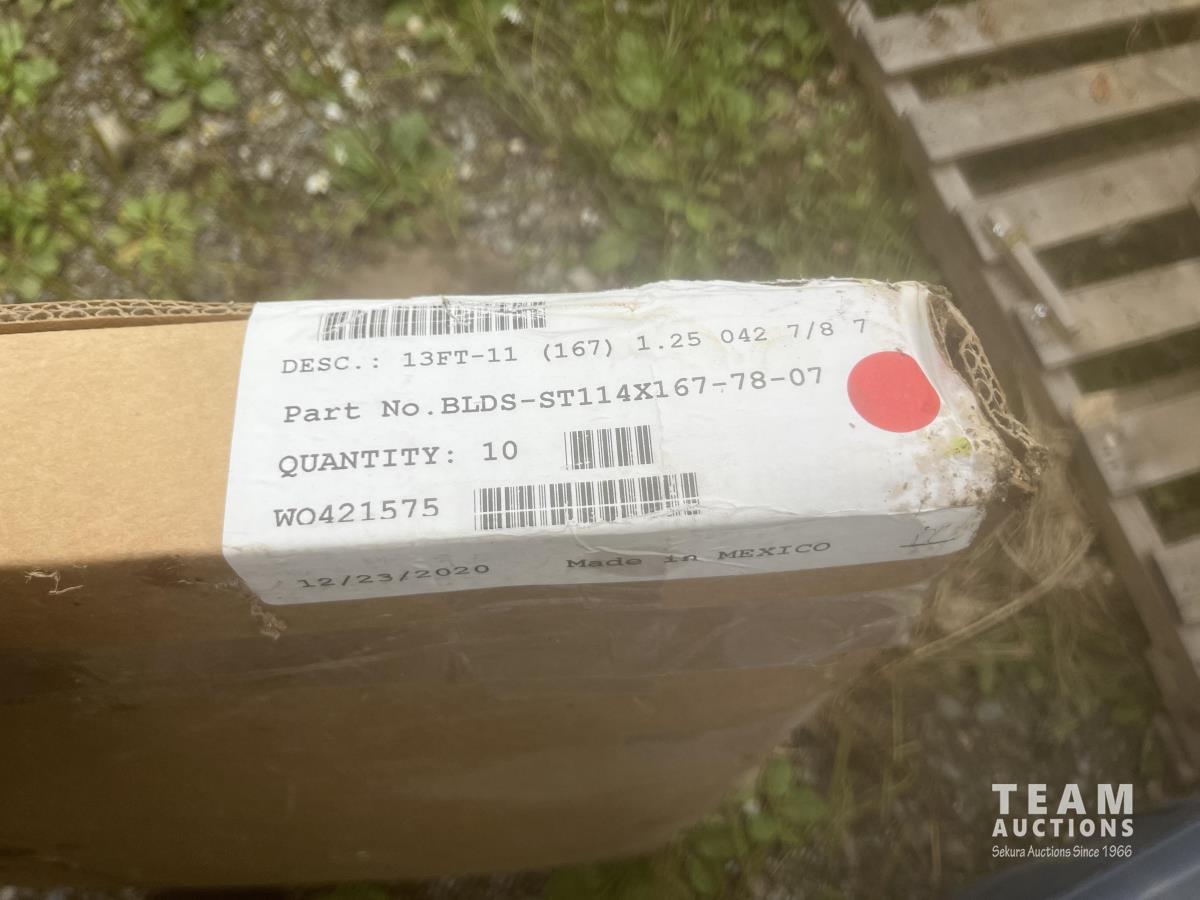 DESC.: 13FT-11 (167) 1.25 042 7/8 7
Part No.BLDS-ST114X167-78-07
QUANTITY: 10
WO421575
12/23/2020 Made in MEXICO
TEAM
AUCTIONS
Sekura Auctions Since 1966